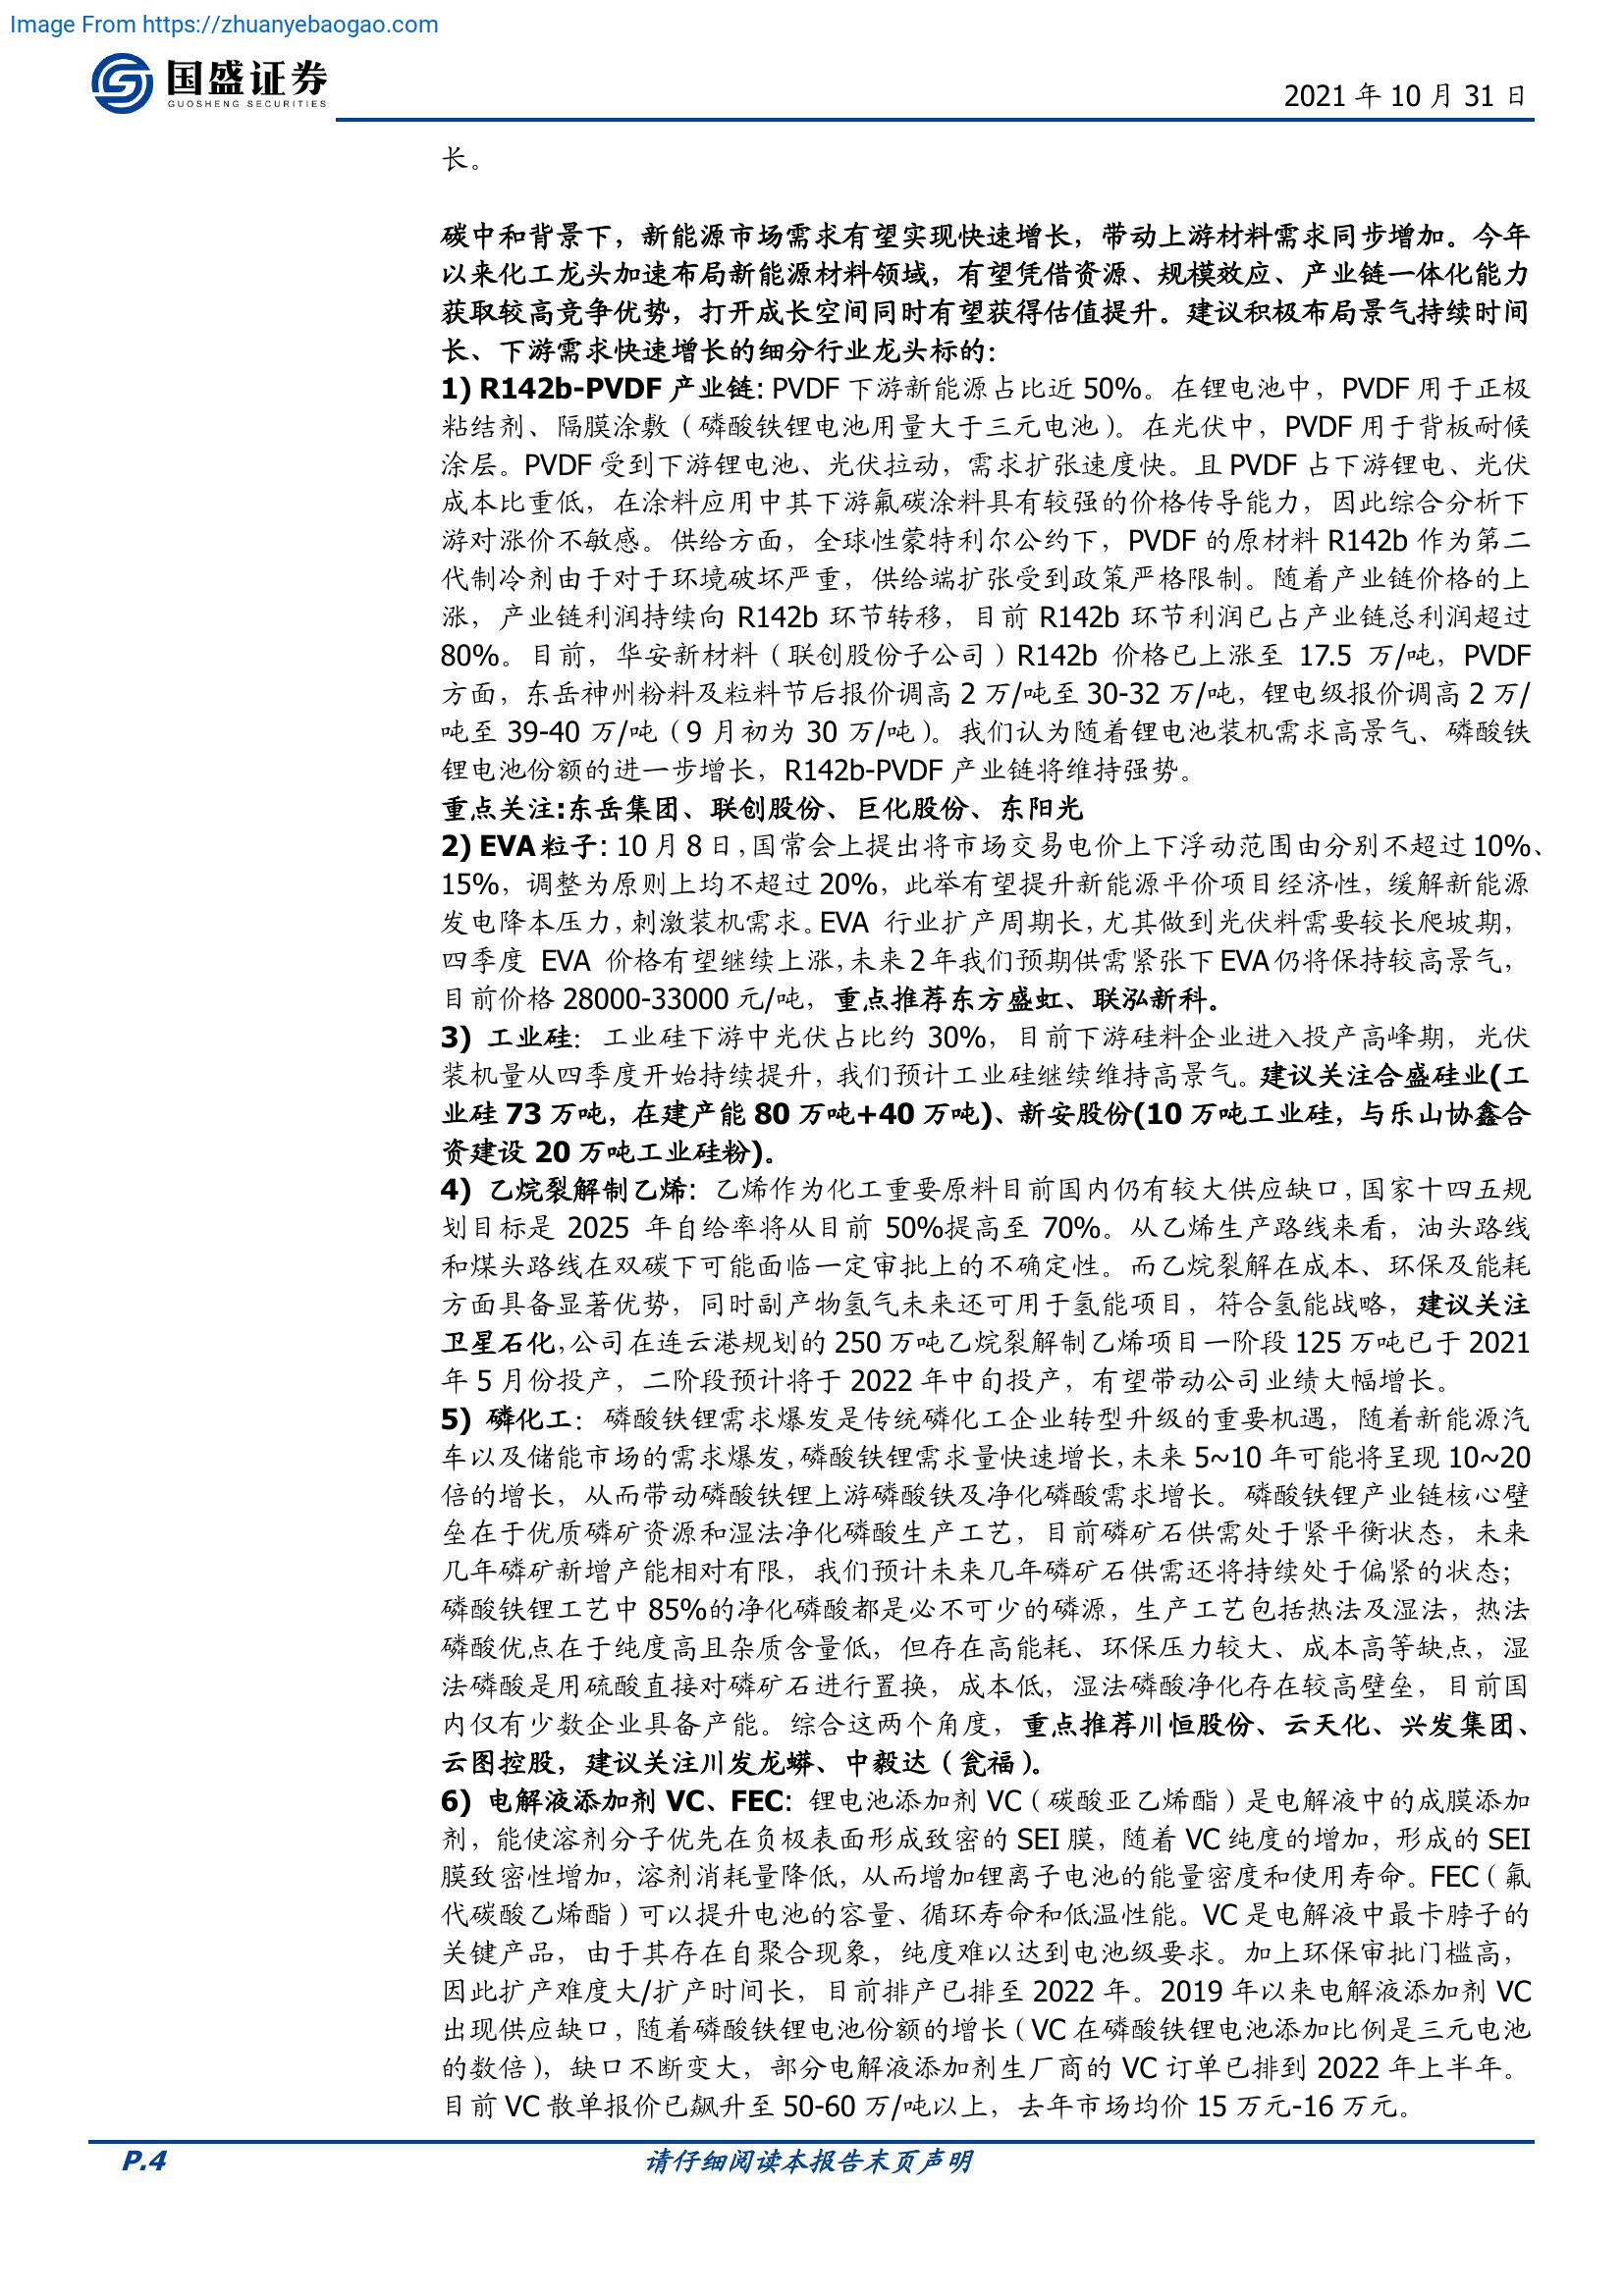 Image From https://zhuanyebaogao.com
国盛证券
GUOSHENG SECURITIES
2021 年 10 月 31 日
长。
碳中和背景下，新能源市场需求有望实现快速增长，带动上游材料需求同步增加。今年
以来化工龙头加速布局新能源材料领域，有望凭借资源、规模效应、产业链一体化能力
获取较高竞争优势，打开成长空间同时有望获得估值提升。建议积极布局景气持续时间
长、下游需求快速增长的细分行业龙头标的：
1) R142b-PVDF 产业链：PVDF 下游新能源占比近 50%。在锂电池中，PVDF 用于正极
粘结剂、隔膜涂敷（磷酸铁锂电池用量大于三元电池）。在光伏中，PVDF 用于背板耐候
涂层。PVDF 受到下游锂电池、光伏拉动，需求扩张速度快。且 PVDF 占下游锂电、光伏
成本比重低，在涂料应用中其下游氟碳涂料具有较强的价格传导能力，因此综合分析下
游对涨价不敏感。供给方面，全球性蒙特利尔公约下，PVDF 的原材料 R142b 作为第二
代制冷剂由于对于环境破坏严重，供给端扩张受到政策严格限制。随着产业链价格的上
涨，产业链利润持续向 R142b 环节转移，目前 R142b 环节利润已占产业链总利润超过
80%。目前，华安新材料（联创股份子公司）R142b 价格已上涨至 17.5 万/吨，PVDF
方面，东岳神州粉料及粒料节后报价调高 2 万/吨至 30-32 万/吨，锂电级报价调高 2 万/
吨至 39-40 万/吨（9 月初为 30 万/吨）。我们认为随着锂电池装机需求高景气、磷酸铁
锂电池份额的进一步增长，R142b-PVDF 产业链将维持强势。
重点关注:东岳集团、联创股份、巨化股份、东阳光
2) EVA 粒子：10 月 8 日，国常会上提出将市场交易电价上下浮动范围由分别不超过 10%、
15%，调整为原则上均不超过 20%，此举有望提升新能源平价项目经济性，缓解新能源
发电降本压力，刺激装机需求。EVA 行业扩产周期长，尤其做到光伏料需要较长爬坡期，
四季度 EVA 价格有望继续上涨，未来 2 年我们预期供需紧张下 EVA 仍将保持较高景气，
目前价格 28000-33000 元/吨，重点推荐东方盛虹、联泓新科。
3) 工业硅：工业硅下游中光伏占比约 30%，目前下游硅料企业进入投产高峰期，光伏
装机量从四季度开始持续提升，我们预计工业硅继续维持高景气。建议关注合盛硅业(工
业硅 73 万吨，在建产能 80 万吨+40 万吨)、新安股份(10 万吨工业硅，与乐山协鑫合
资建设 20 万吨工业硅粉)。
4) 乙烷裂解制乙烯：乙烯作为化工重要原料目前国内仍有较大供应缺口，国家十四五规
划目标是 2025 年自给率将从目前 50%提高至 70%。从乙烯生产路线来看，油头路线
和煤头路线在双碳下可能面临一定审批上的不确定性。而乙烷裂解在成本、环保及能耗
方面具备显著优势，同时副产物氢气未来还可用于氢能项目，符合氢能战略，建议关注
卫星石化，公司在连云港规划的 250 万吨乙烷裂解制乙烯项目一阶段 125 万吨已于 2021
年 5 月份投产，二阶段预计将于 2022 年中旬投产，有望带动公司业绩大幅增长。
5) 磷化工：磷酸铁锂需求爆发是传统磷化工企业转型升级的重要机遇，随着新能源汽
车以及储能市场的需求爆发，磷酸铁锂需求量快速增长，未来 5~10 年可能将呈现 10~20
倍的增长，从而带动磷酸铁锂上游磷酸铁及净化磷酸需求增长。磷酸铁锂产业链核心壁
垒在于优质磷矿资源和湿法净化磷酸生产工艺，目前磷矿石供需处于紧平衡状态，未来
几年磷矿新增产能相对有限，我们预计未来几年磷矿石供需还将持续处于偏紧的状态；
磷酸铁锂工艺中 85%的净化磷酸都是必不可少的磷源，生产工艺包括热法及湿法，热法
磷酸优点在于纯度高且杂质含量低，但存在高能耗、环保压力较大、成本高等缺点，湿
法磷酸是用硫酸直接对磷矿石进行置换，成本低，湿法磷酸净化存在较高壁垒，目前国
内仅有少数企业具备产能。综合这两个角度，重点推荐川恒股份、云天化、兴发集团、
云图控股，建议关注川发龙蟒、中毅达（瓮福）。
6) 电解液添加剂 VC、FEC：锂电池添加剂 VC（碳酸亚乙烯酯）是电解液中的成膜添加
剂，能使溶剂分子优先在负极表面形成致密的 SEI 膜，随着 VC 纯度的增加，形成的 SEI
膜致密性增加，溶剂消耗量降低，从而增加锂离子电池的能量密度和使用寿命。FEC（氟
代碳酸乙烯酯）可以提升电池的容量、循环寿命和低温性能。VC 是电解液中最卡脖子的
关键产品，由于其存在自聚合现象，纯度难以达到电池级要求。加上环保审批门槛高，
因此扩产难度大/扩产时间长，目前排产已排至 2022 年。2019 年以来电解液添加剂 VC
出现供应缺口，随着磷酸铁锂电池份额的增长（VC 在磷酸铁锂电池添加比例是三元电池
的数倍），缺口不断变大，部分电解液添加剂生厂商的 VC 订单已排到 2022 年上半年。
目前 VC 散单报价已飙升至 50-60 万/吨以上，去年市场均价 15 万元-16 万元。
P.4
请仔细阅读本报告末页声明